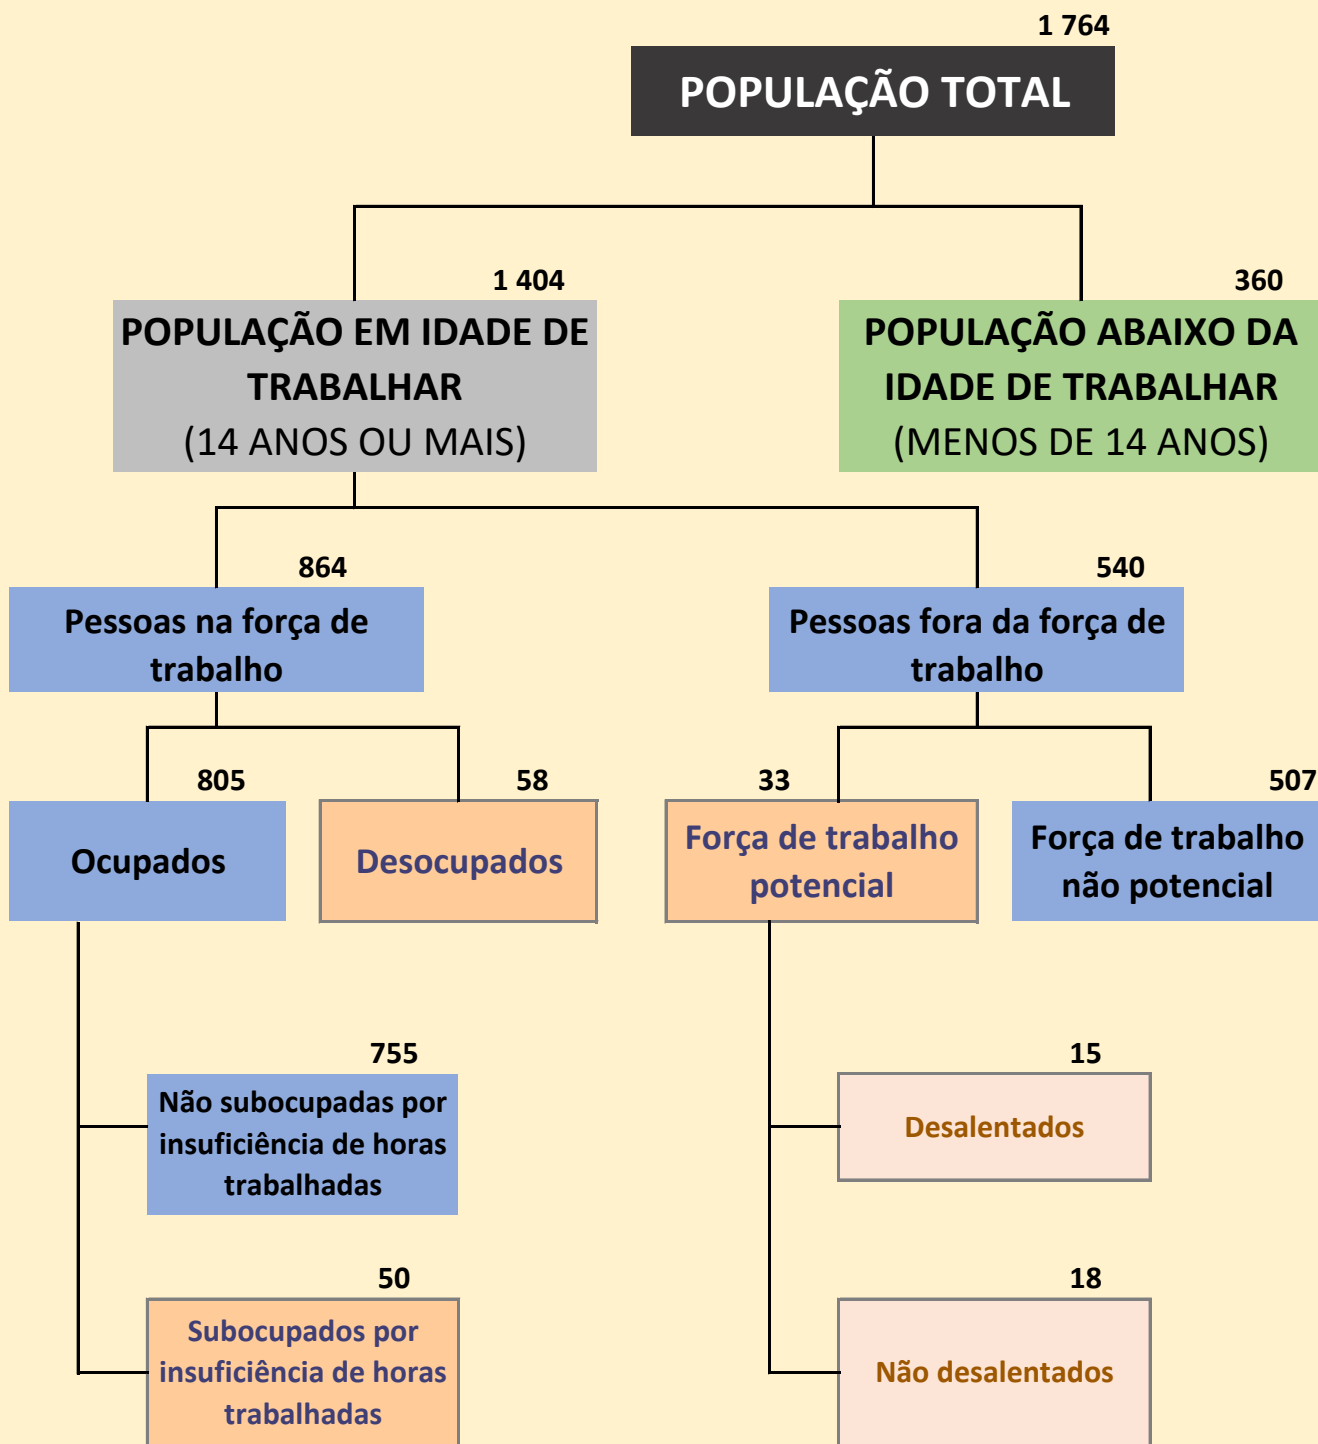 1 764
POPULAÇÃO TOTAL
1 404
POPULAÇÃO EM IDADE DE
TRABALHAR
(14 ANOS OU MAIS)
360
POPULAÇÃO ABAIXO DA
IDADE DE TRABALHAR
(MENOS DE 14 ANOS)
864
Pessoas na força de
trabalho
540
Pessoas fora da força de
trabalho
805
Ocupados
58
Desocupados
33
Força de trabalho
potencial
507
Força de trabalho
não potencial
755
Não subocupadas por
insuficiência de horas
trabalhadas
15
Desalentados
50
Subocupados por
insuficiência de horas
trabalhadas
18
Não desalentados